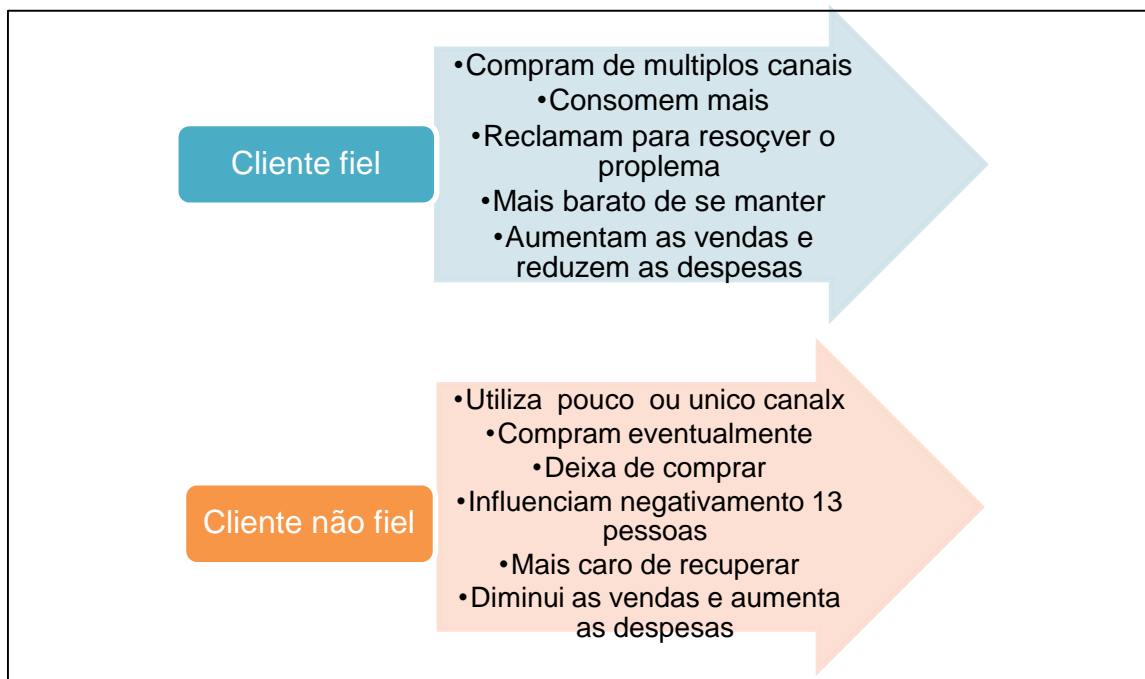 Cliente fiel
•Compram de multiplos canais
•Consomem mais
•Reclamam para resoçver o
proplema
•Mais barato de se manter
•Aumentam as vendas e
reduzem as despesas
Cliente não fiel
•Utiliza  pouco  ou unico canalx
•Compram eventualmente
•Deixa de comprar
•Influenciam negativamento 13
pessoas
•Mais caro de recuperar
•Diminui as vendas e aumenta
as despesas